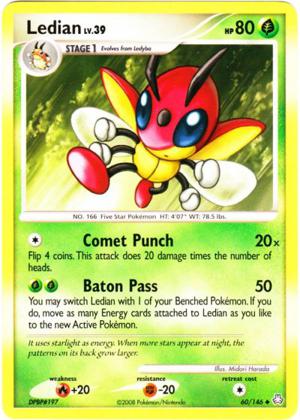 Ledian LV.39
HP 80
STAGE 1 Evolves from Ledyba
NO. 166 Five Star Pokémon HT: 4'07" WT: 78.5 lbs.
Comet Punch 20x
Flip 4 coins. This attack does 20 damage times the number of
heads.
Baton Pass 50
You may switch Ledian with 1 of your Benched Pokémon. If you
do, move as many Energy cards attached to Ledian as you like to
the new Active Pokémon.
It uses starlight as energy. When more stars appear at night, the
patterns on its back grow larger.
Illus. Midori Harada
DPBP#197
weakness resistance retreat cost
+20 -20
©2008 Pokémon/Nintendo
60/146